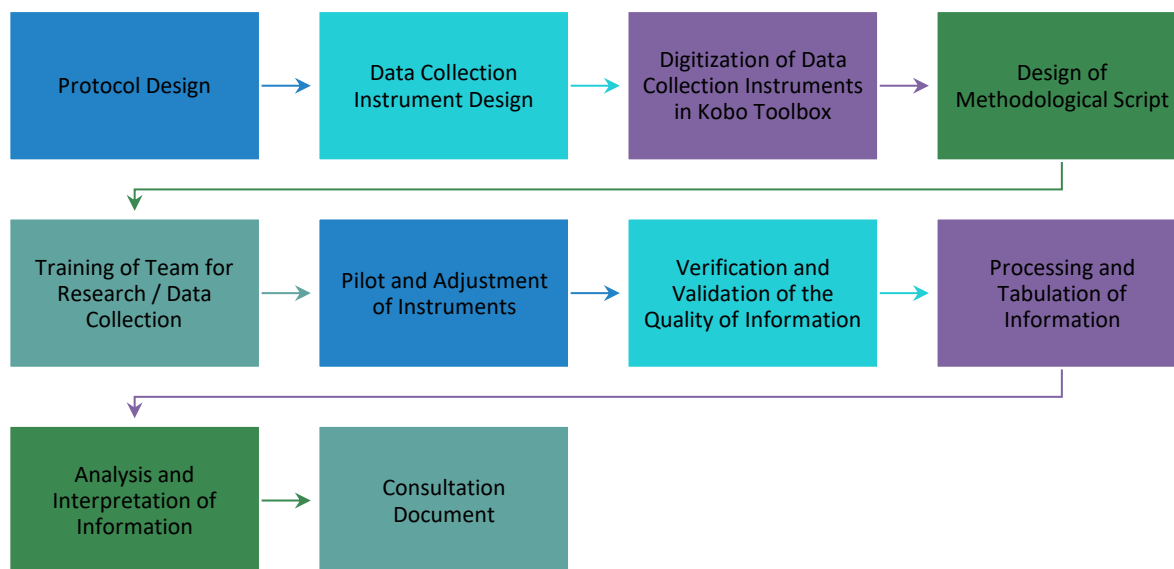 Protocol Design
Data Collection
Instrument Design
Digitization of Data
Collection Instruments
in Kobo Toolbox
Design of
Methodological Script
Training of Team for
Research / Data
Collection
Pilot and Adjustment
of Instruments
Verification and
Validation of the
Quality of Information
Processing and
Tabulation of
Information
Analysis and
Interpretation of
Information
Consultation
Document